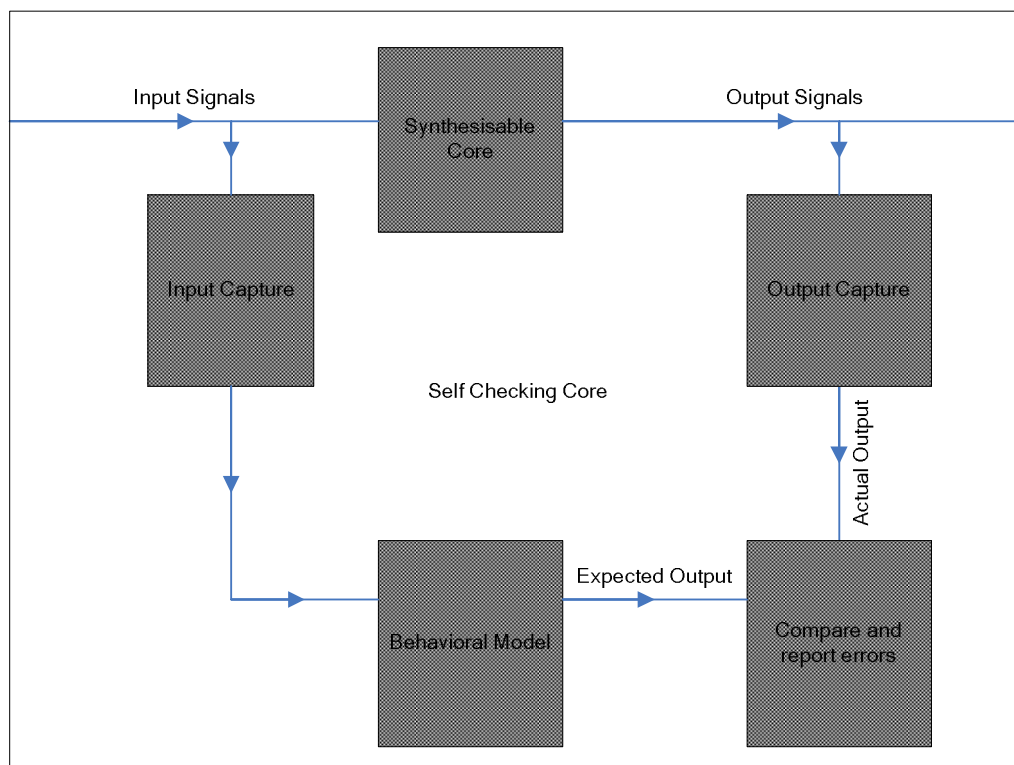 Input Signals
Output Signals
Synthesisable
Core
Input Capture
Output Capture
Self Checking Core
Actual Output
Expected Output
Behavioral Model
Compare and
report errors